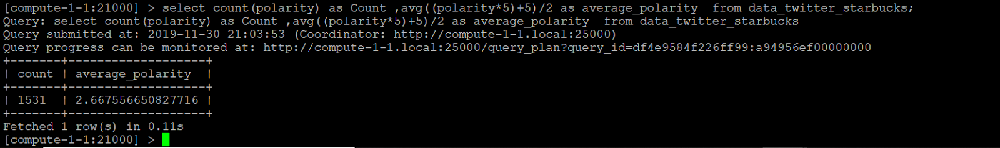 [compute-1-1:21000] > select count(polarity) as Count ,avg((polarity*5)+5)/2 as average_polarity  from data_twitter_starbucks;
Query: select count(polarity) as Count ,avg((polarity*5)+5)/2 as average_polarity  from data_twitter_starbucks
Query submitted at: 2019-11-30 21:03:53 (Coordinator: http://compute-1-1.local:25000)
Query progress can be monitored at: http://compute-1-1.local:25000/query_plan?query_id=df4e9584f226ff99:a94956ef00000000
+-------+-------------------+
| count | average_polarity  |
+-------+-------------------+
| 1531  | 2.667556650827716 |
+-------+-------------------+
Fetched 1 row(s) in 0.11s
[compute-1-1:21000] >